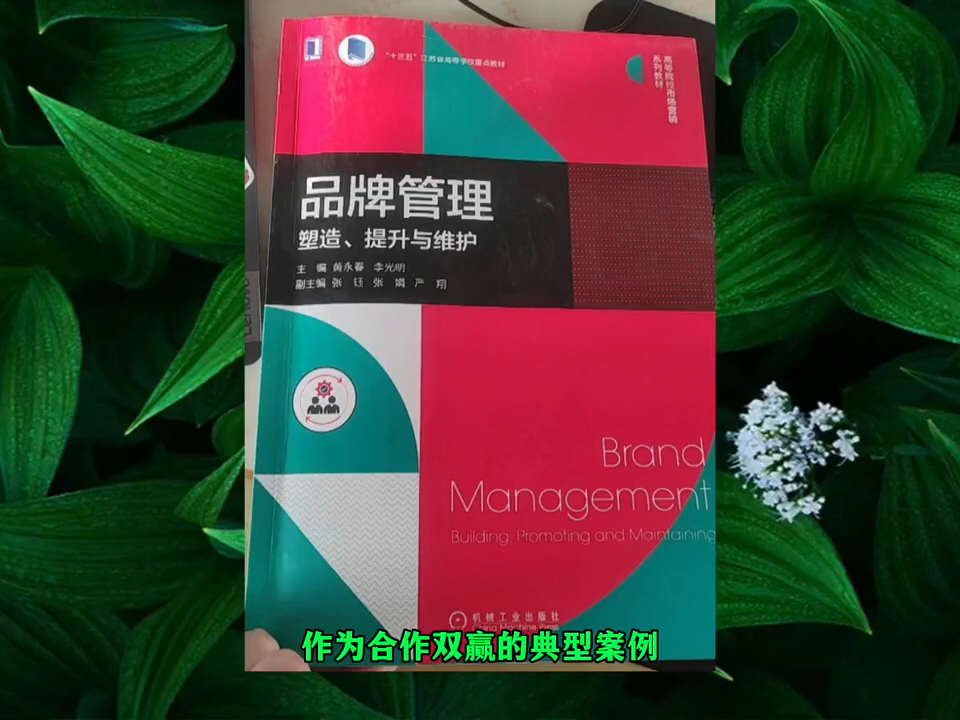 "十三五"江苏省高等学校重点教材
高等院校市场营销
系列教材
品牌管理
塑造、提升与维护
主 编 黄永春 李光明
副主编 张 钰 张 娟 严 翔
Brand
Management
Building, Promoting and Maintaining
机械工业出版社
China Machine Press
作为合作双赢的典型案例
Lenovo